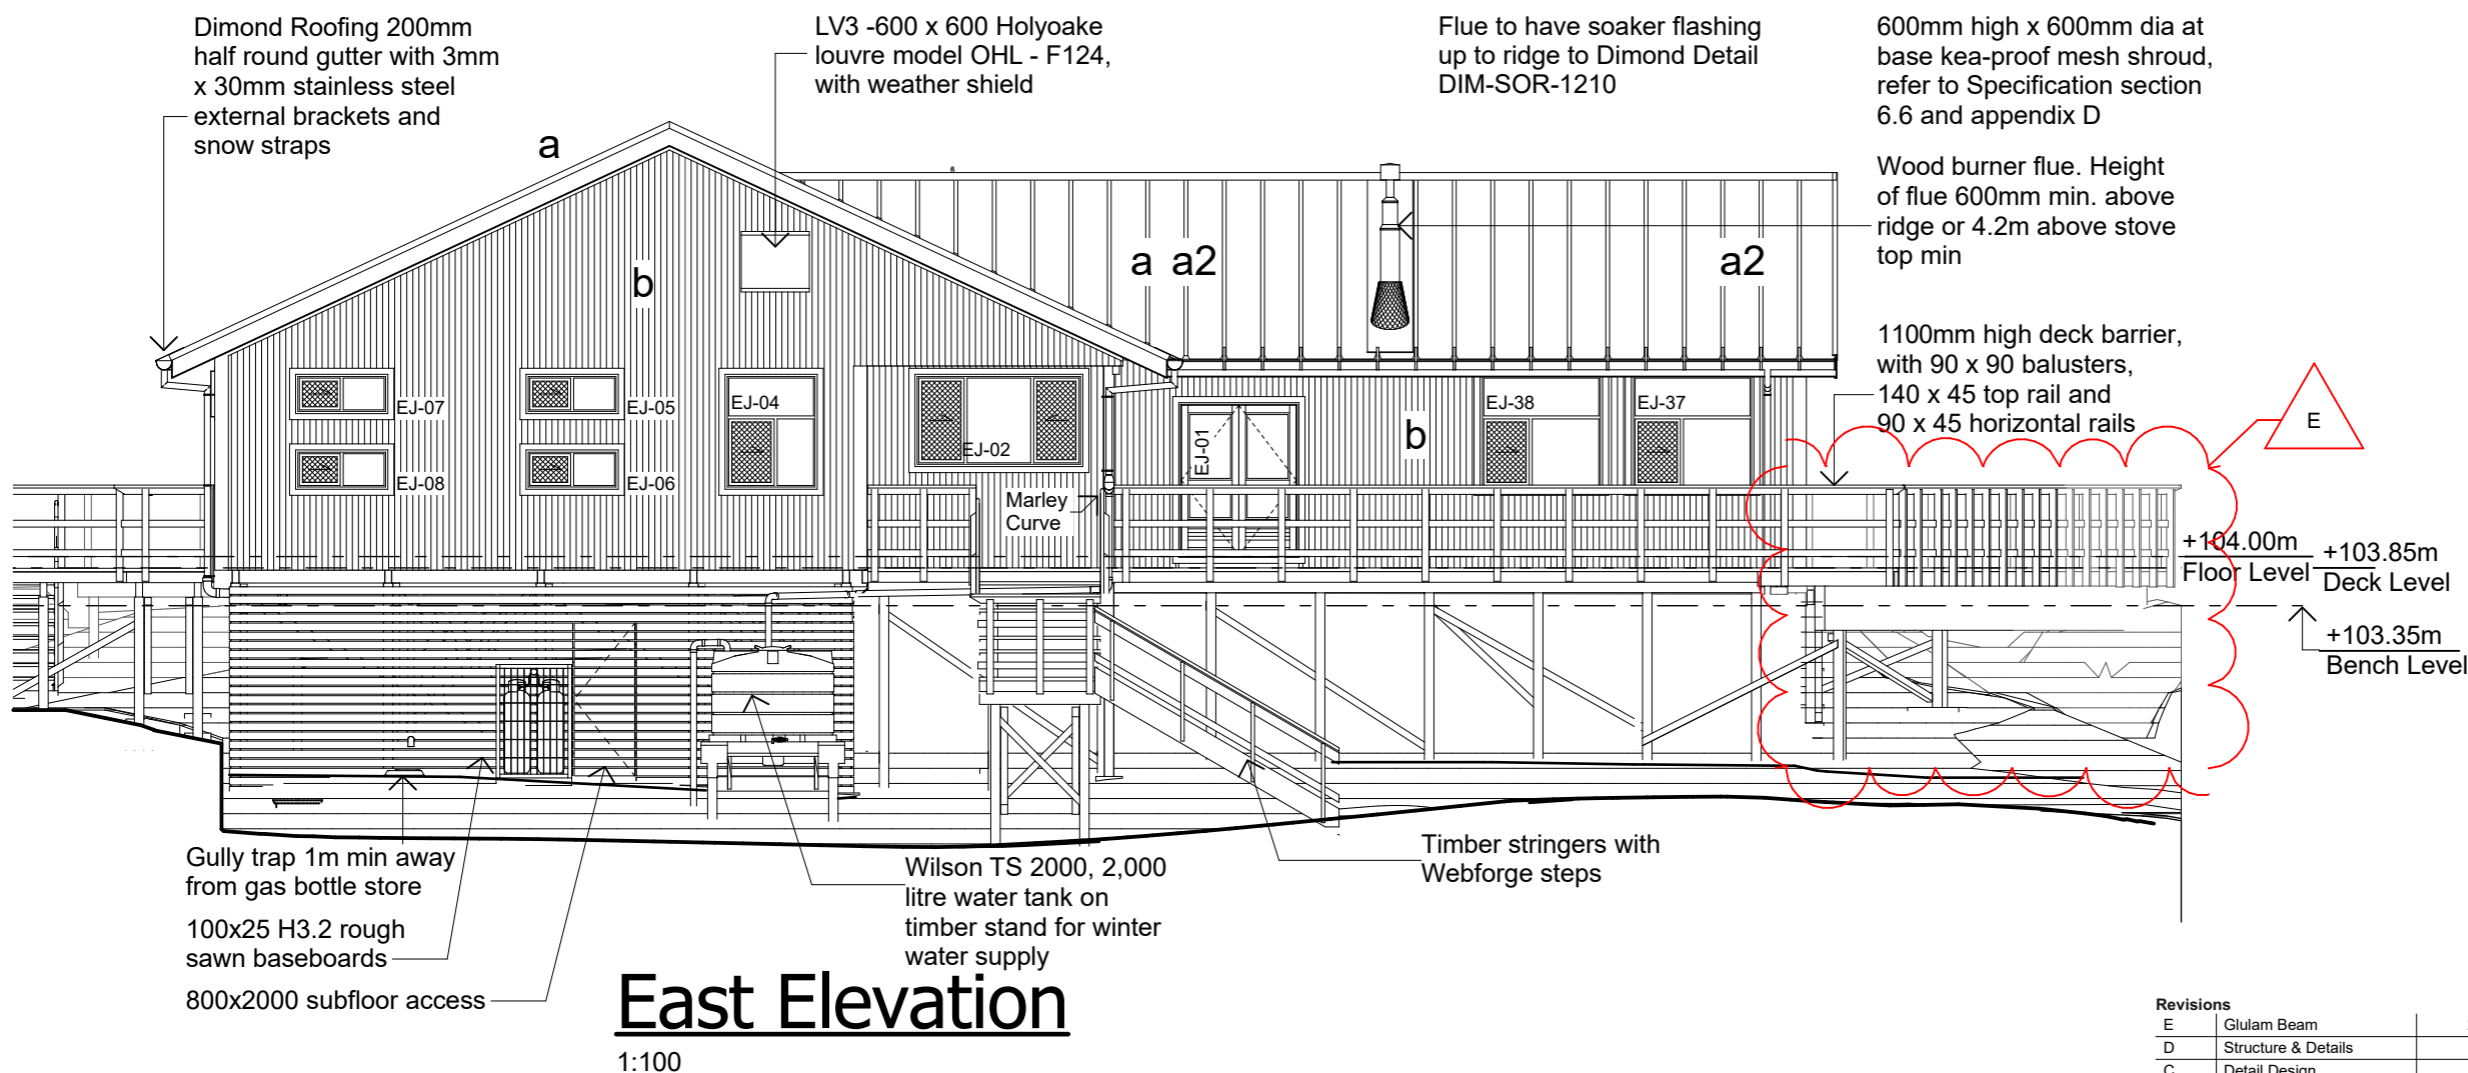 Dimond Roofing 200mm
half round gutter with 3mm
x 30mm stainless steel
external brackets and
snow straps
LV3 -600 x 600 Holyoake
louvre model OHL - F124,
with weather shield
Flue to have soaker flashing
up to ridge to Dimond Detail
DIM-SOR-1210
600mm high x 600mm dia at
base kea-proof mesh shroud,
refer to Specification section
6.6 and appendix D
Wood burner flue. Height
of flue 600mm min. above
ridge or 4.2m above stove
top min
1100mm high deck barrier,
with 90 x 90 balusters,
140 x 45 top rail and
90 x 45 horizontal rails
E
a
b
a a2
a2
b
EJ-07
EJ-05
EJ-04
EJ-02
EJ-01
EJ-38
EJ-37
EJ-08
EJ-06
Marley
Curve
+104.00m
Floor Level
+103.85m
Deck Level
+103.35m
Bench Level
Gully trap 1m min away
from gas bottle store
100x25 H3.2 rough
sawn baseboards
800x2000 subfloor access
Wilson TS 2000, 2,000
litre water tank on
timber stand for winter
water supply
Timber stringers with
Webforge steps
East Elevation
1:100
Revisions
E Glulam Beam
D Structure & Details
C Detail Design